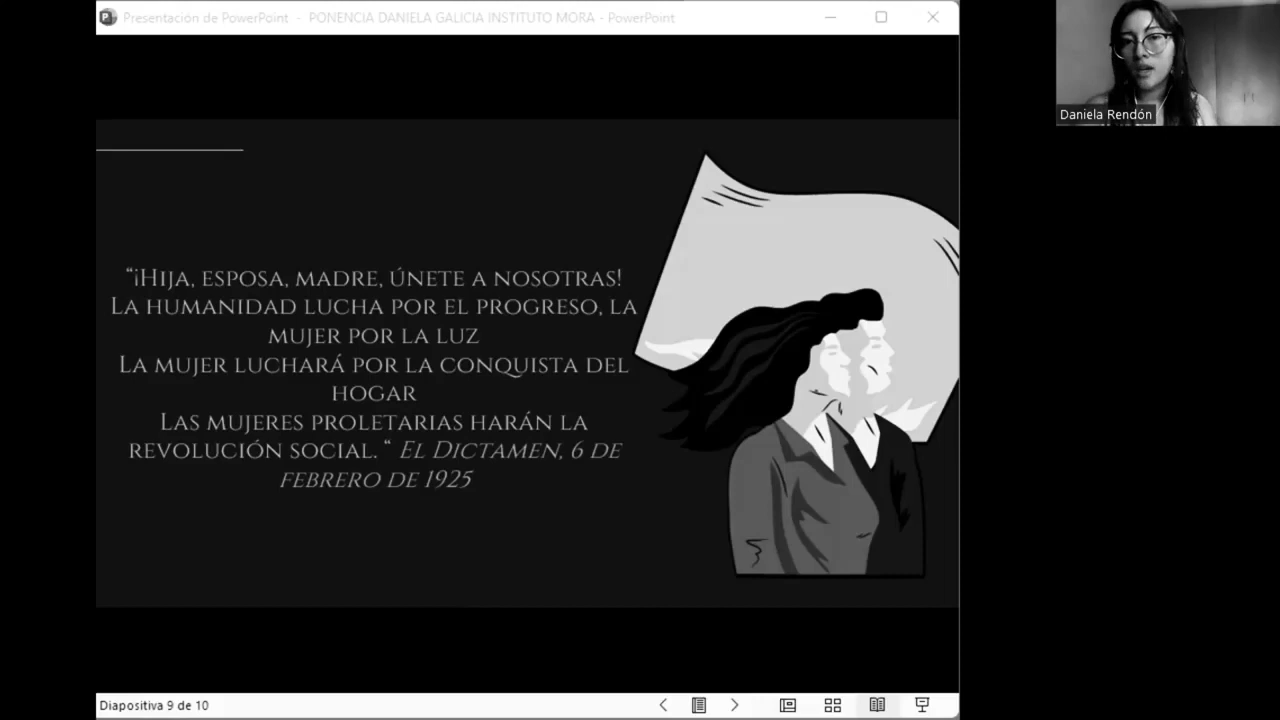 Presentación de PowerPoint - PONENCIA DANIELA GALICIA INSTITUTO MORA - PowerPoint
Daniela Rendón
“¡Hija, esposa, madre, únete a nosotras!
La humanidad lucha por el progreso, la
mujer por la luz
La mujer luchará por la conquista del
hogar
Las mujeres proletarias harán la
revolución social. “ El Dictamen, 6 de
febrero de 1925
Diapositiva 9 de 10